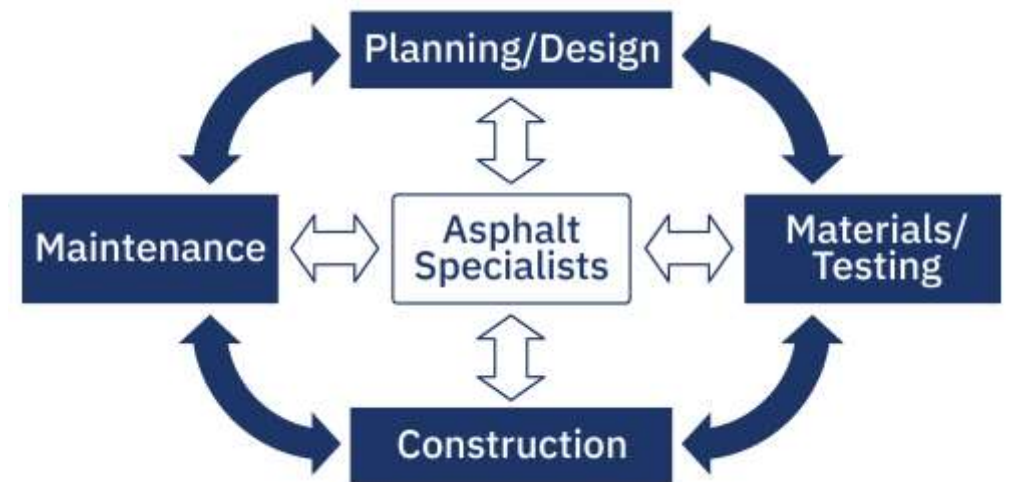 Planning/Design
Maintenance
Asphalt
Specialists
Materials/
Testing
Construction